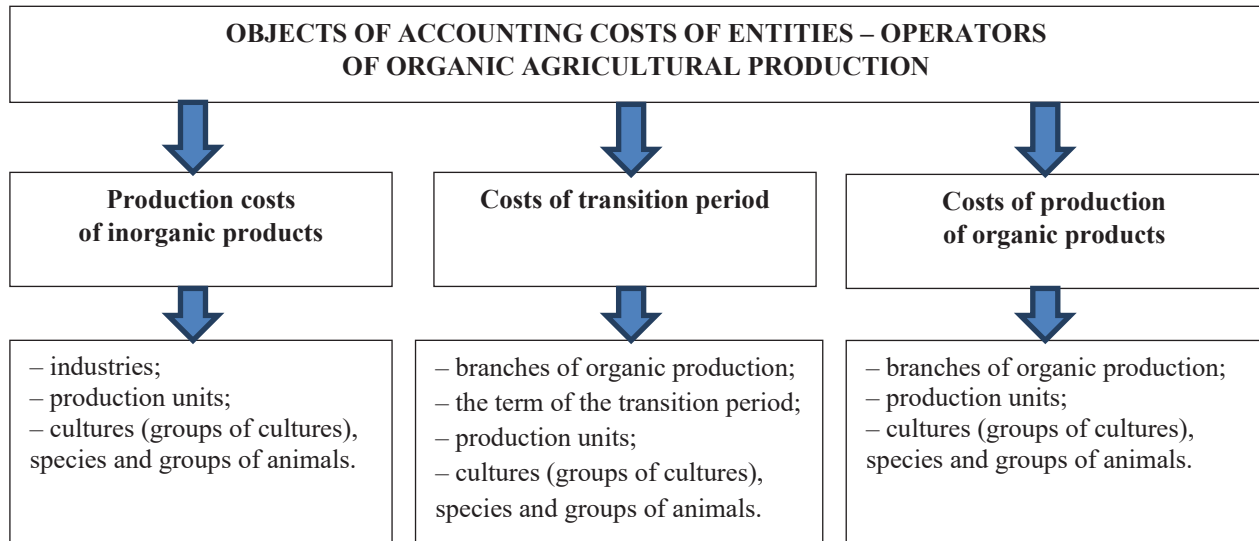 OBJECTS OF ACCOUNTING COSTS OF ENTITIES – OPERATORS
OF ORGANIC AGRICULTURAL PRODUCTION
Production costs
of inorganic products
Costs of transition period
Costs of production
of organic products
– industries;
– production units;
– cultures (groups of cultures),
species and groups of animals.
– branches of organic production;
– the term of the transition period;
– production units;
– cultures (groups of cultures),
species and groups of animals.
– branches of organic production;
– production units;
– cultures (groups of cultures),
species and groups of animals.